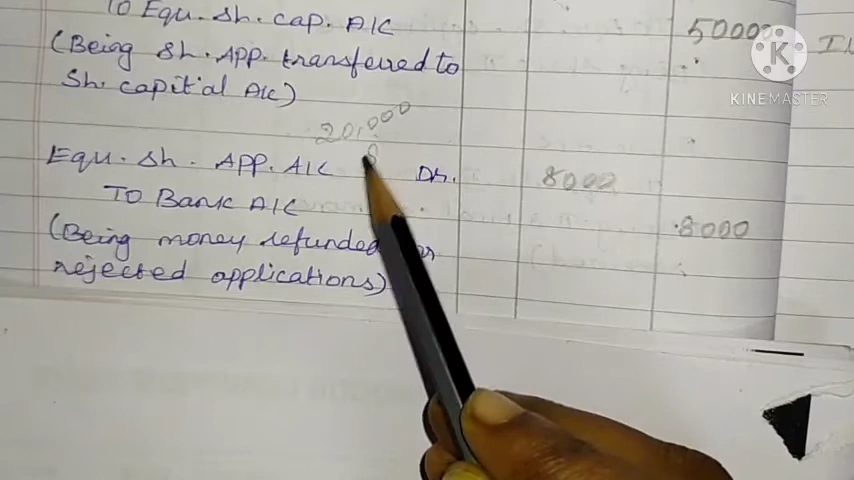 To Equ. Sh. Cap. A/C 50000
(Being Sh. App. transferred to
Sh. capital A/c)
20,000
Equ. Sh. App. A/C Dr. 8000
To Bank A/C 8000
(Being money refunded
rejected applications)
KINEMASTER